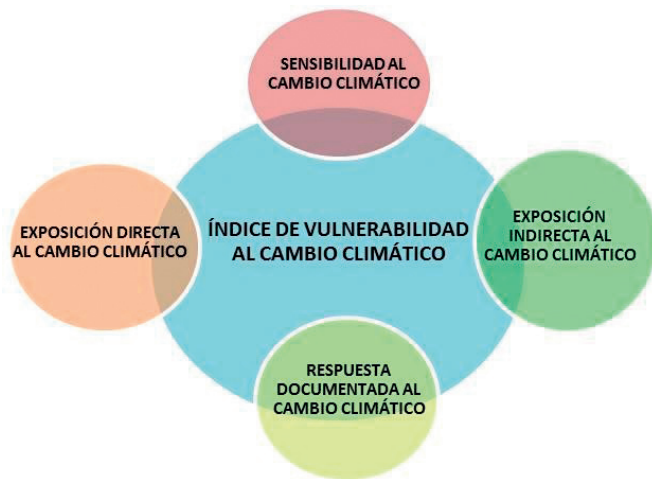 SENSIBILIDAD AL
CAMBIO CLIMÁTICO
EXPOSICIÓN DIRECTA
AL CAMBIO CLIMÁTICO
ÍNDICE DE VULNERABILIDAD
AL CAMBIO CLIMÁTICO
EXPOSICIÓN
INDIRECTA AL
CAMBIO CLIMÁTICO
RESPUESTA
DOCUMENTADA AL
CAMBIO CLIMÁTICO